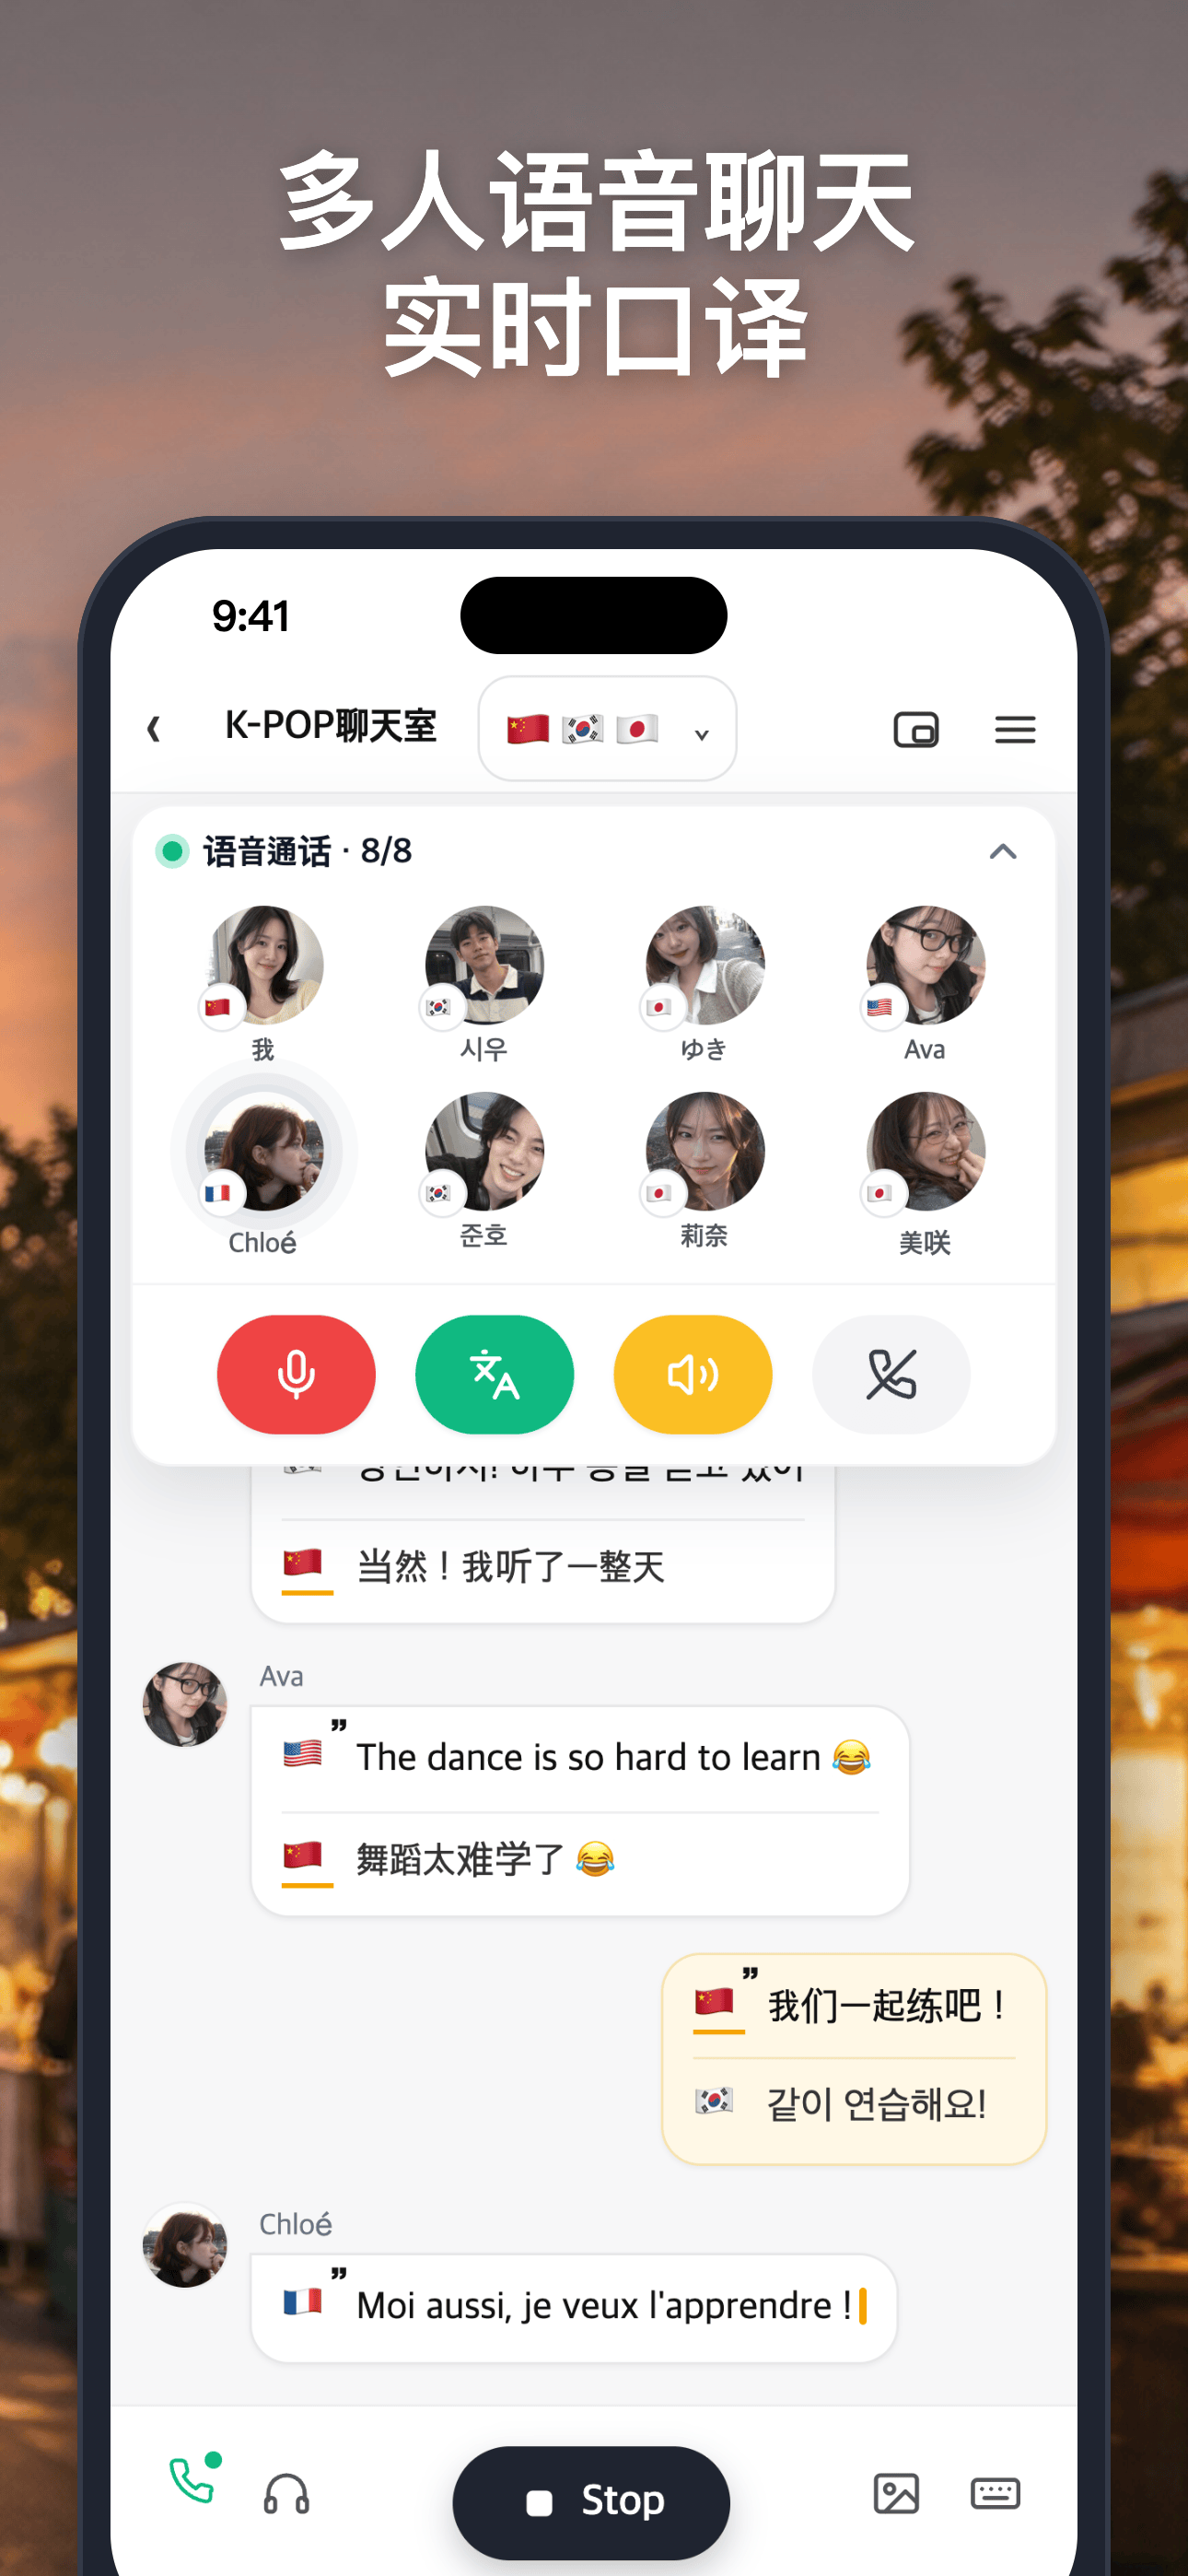 多人语音聊天
实时口译
9:41
K-POP聊天室
语音通话 · 8/8
我
시우
ゆき
Ava
Chloé
준호
莉奈
美咲
当然！我听了一整天
Ava
The dance is so hard to learn 😂
舞蹈太难学了 😂
我们一起练吧！
같이 연습해요!
Chloé
Moi aussi, je veux l'apprendre !
Stop